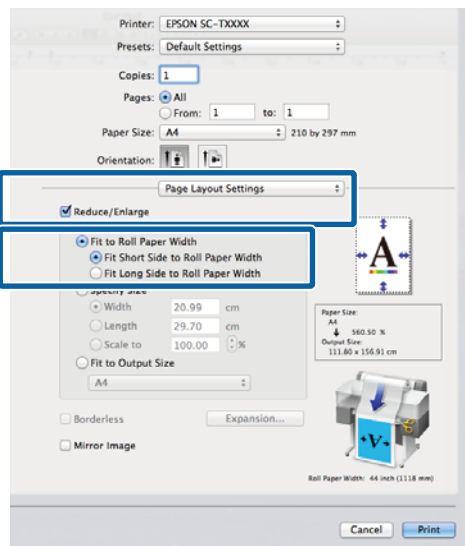 Printer: EPSON SC-TXXXX
Presets: Default Settings
Copies: 1
Pages: All
From: 1 to: 1
Paper Size: A4 210 by 297 mm
Orientation:
Page Layout Settings
Reduce/Enlarge
Fit to Roll Paper Width
Fit Short Side to Roll Paper Width
Fit Long Side to Roll Paper Width
Specify Size
Width 20.99 cm
Length 29.70 cm
Scale to 100.00 %
Fit to Output Size
A4
Borderless Expansion...
Mirror Image
A
Paper Size:
A4
560.50 %
Output Size:
111.80 x 156.91 cm
A
Roll Paper Width: 44 inch (1118 mm)
Cancel Print